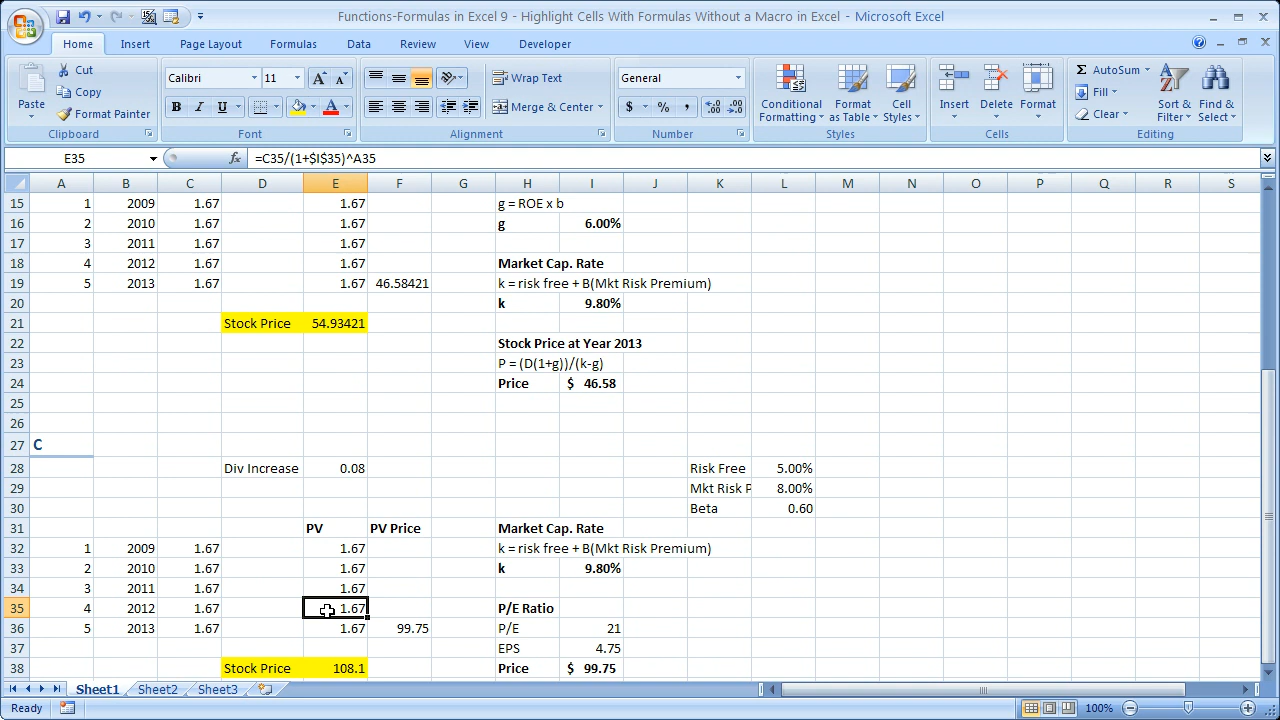 Functions-Formulas in Excel 9 - Highlight Cells With Formulas Without a Macro in Excel - Microsoft Excel
Home Insert Page Layout Formulas Data Review View Developer
Cut Calibri 11 A A Wrap Text General Σ AutoSum
Paste Copy B I U A Merge & Center $ % , Conditional Formatting Format as Table Cell Styles Insert Delete Format Fill Sort & Filter Find & Select
Format Painter Clear
Clipboard Font Alignment Number Styles Cells Editing
E35 =C35/(1+$I$35)^A35
A B C D E F G H I J K L M N O P Q R S
15 1 2009 1.67 1.67 g = ROE x b
16 2 2010 1.67 1.67 g 6.00%
17 3 2011 1.67 1.67
18 4 2012 1.67 1.67 Market Cap. Rate
19 5 2013 1.67 1.67 46.58421 k = risk free + B(Mkt Risk Premium)
20 k 9.80%
21 Stock Price 54.93421
22 Stock Price at Year 2013
23 P = (D(1+g))/(k-g)
24 Price $ 46.58
25
26
27 C
28 Div Increase 0.08 Risk Free 5.00%
29 Mkt Risk P 8.00%
30 Beta 0.60
31 PV PV Price Market Cap. Rate
32 1 2009 1.67 1.67 k = risk free + B(Mkt Risk Premium)
33 2 2010 1.67 1.67 k 9.80%
34 3 2011 1.67 1.67
35 4 2012 1.67 1.67 P/E Ratio
36 5 2013 1.67 1.67 99.75 P/E 21
37 EPS 4.75
38 Stock Price 108.1 Price $ 99.75
Sheet1 Sheet2 Sheet3
Ready 100%